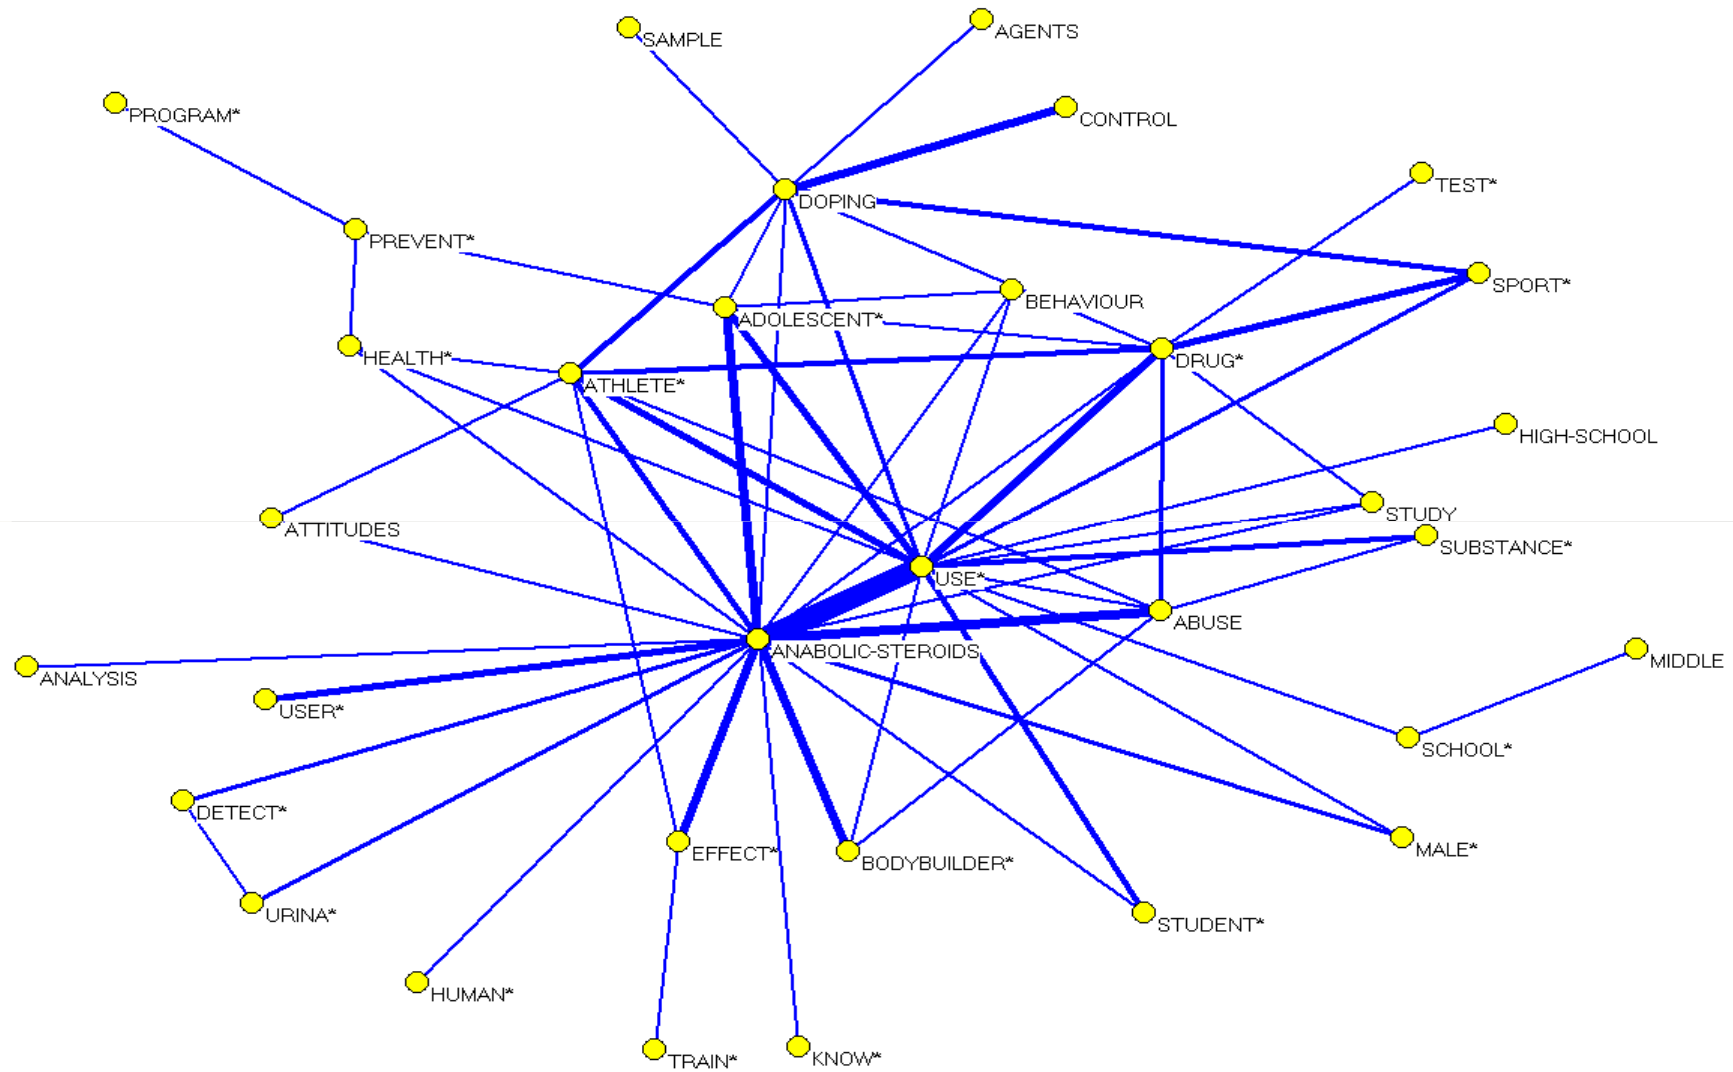 SAMPLE
AGENTS
PROGRAM*
CONTROL
TEST*
DOPING
PREVENT*
SPORT*
BEHAVIOUR
ADOLESCENT*
HEALTH*
DRUG*
ATHLETE*
HIGH-SCHOOL
STUDY
ATTITUDES
SUBSTANCE*
USE*
ABUSE
ANABOLIC-STEROIDS
MIDDLE
ANALYSIS
USER*
SCHOOL*
DETECT*
EFFECT*
BODYBUILDER*
MALE*
URINA*
STUDENT*
HUMAN*
TRAIN*
KNOW*